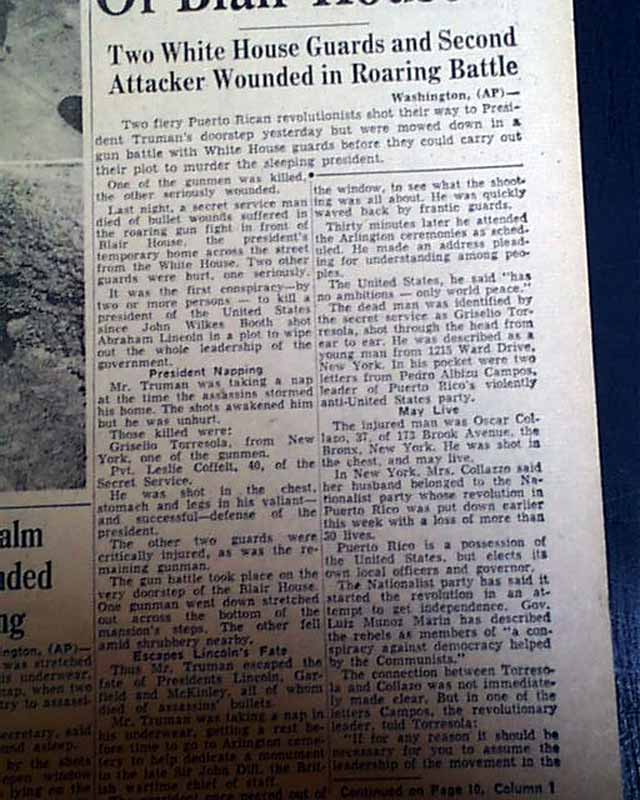 Of Blair House
Two White House Guards and Second
Attacker Wounded in Roaring Battle
Washington, (AP)—
Two fiery Puerto Rican revolutionists shot their way to Presi-
dent Truman's doorstep yesterday but were mowed down in a
gun battle with White House guards before they could carry out
their plot to murder the sleeping president.
One of the gunmen was killed,
the other seriously wounded.
Last night, a secret service man
died of bullet wounds suffered in
the roaring gun fight in front of
Blair House, the president's
temporary home across the street
from the White House. Two other
guards were hurt, one seriously.
It was the first conspiracy—by
two or more persons — to kill a
president of the United States
since John Wilkes Booth shot
Abraham Lincoln in a plot to wipe
out the whole leadership of the
government.
President Napping
Mr. Truman was taking a nap
at the time the assassins stormed
his home. The shots awakened him
but he was unhurt.
Those killed were:
Griselio Torresola, from New
York, one of the gunmen.
Pvt. Leslie Coffelt, 40, of the
Secret Service.
He was shot in the chest,
stomach and legs in his valiant—
and successful—defense of the
president.
The other two guards were
critically injured, as was the re-
maining gunman.
The gun battle took place on the
very doorstep of the Blair House.
One gunman went down stretched
out across the bottom of the
mansion's steps. The other fell
amid shrubbery nearby.
Escapes Lincoln's Fate
Thus Mr. Truman escaped the
fate of Presidents Lincoln, Gar-
field and McKinley, all of whom
died of assassins' bullets.
Mr. Truman was taking a nap in
his underwear, getting a rest be-
fore time to go to Arlington ceme-
tery to help dedicate a monument
to the late Sir John Dill, the Brit-
ish wartime chief of staff.
president once peered out of
the window, to see what the shoot-
ing was all about. He was quickly
waved back by frantic guards.
Thirty minutes later he attended
the Arlington ceremonies as sched-
uled. He made an address plead-
ing for understanding among peo-
ples.
The United States, he said "has
no ambitions — only world peace."
The dead man was identified by
the secret service as Griselio Tor-
resola, shot through the head from
ear to ear. He was described as a
young man from 1215 Ward Drive,
New York. In his pocket were two
letters from Pedro Albizu Campos,
leader of Puerto Rico's violently
anti-United States party.
May Live
The injured man was Oscar Col-
lazo, 37, of 173 Brook Avenue, the
Bronx, New York. He was shot in
the chest, and may live.
In New York, Mrs. Collazo said
her husband belonged to the Na-
tionalist party whose revolution in
Puerto Rico was put down earlier
this week with a loss of more than
30 lives.
Puerto Rico is a possession of
the United States, but elects its
own local officers and governor.
The Nationalist party has said it
started the revolution in an at-
tempt to get independence. Gov.
Luis Munoz Marin has described
the rebels as members of "a con-
spiracy against democracy helped
by the Communists."
The connection between Torreso-
la and Collazo was not immediate-
ly made clear. But in one of the
letters Campos, the revolutionary
leader, told Torresola:
"If for any reason it should be
necessary for you to assume the
leadership of the movement in the
Continued on Page 10, Column 1
alm
ded
ng
ington, (AP)—
was stretched
is underwear,
nap, when two
try to assassi-
ecretary, said
and asleep.
by the shots
open window
lying on the